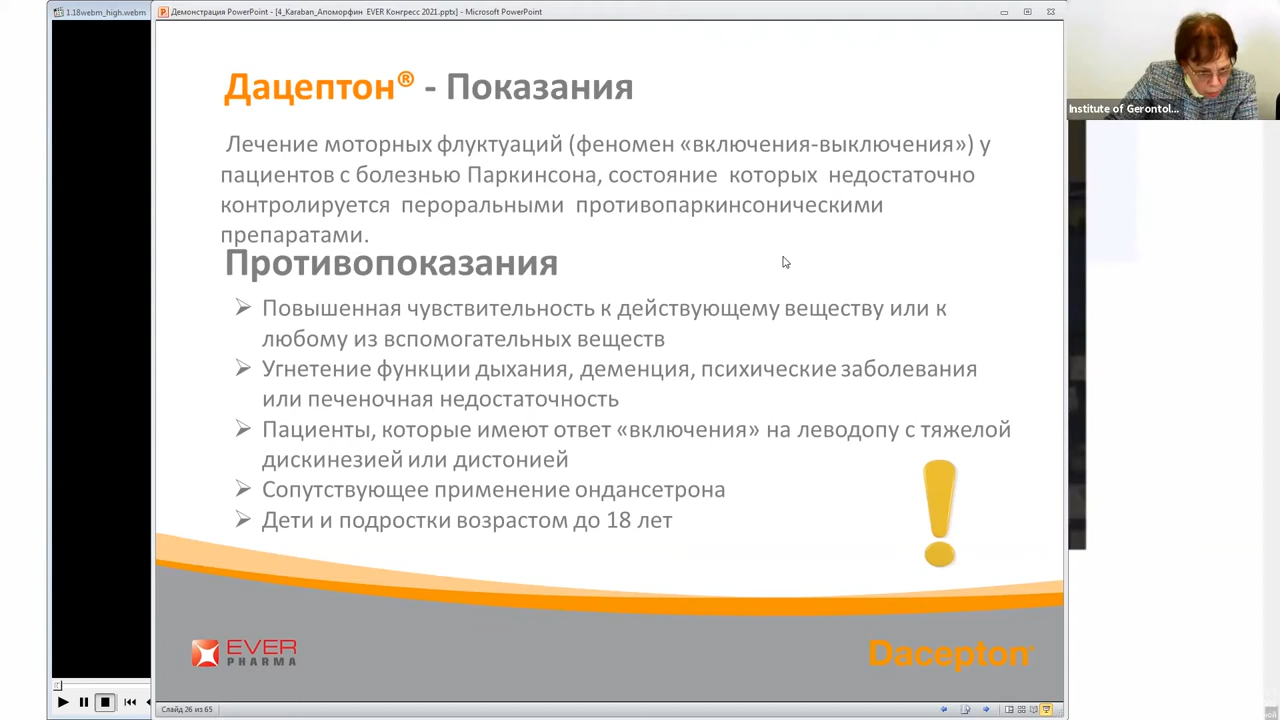 1.18webm_high.webm
Демонстрация PowerPoint - [4_Karaban_Апоморфин EVER Конгресс 2021.pptx] - Microsoft PowerPoint
Дацептон® - Показания
Лечение моторных флуктуаций (феномен «включения-выключения») у
пациентов с болезнью Паркинсона, состояние которых недостаточно
контролируется пероральными противопаркинсоническими
препаратами.
Противопоказания
Повышенная чувствительность к действующему веществу или к
любому из вспомогательных веществ
Угнетение функции дыхания, деменция, психические заболевания
или печеночная недостаточность
Пациенты, которые имеют ответ «включения» на леводопу с тяжелой
дискинезией или дистонией
Сопутствующее применение ондансетрона
Дети и подростки возрастом до 18 лет
EVER
PHARMA
Dacepton®
Слайд 26 из 65
Institute of Gerontol...